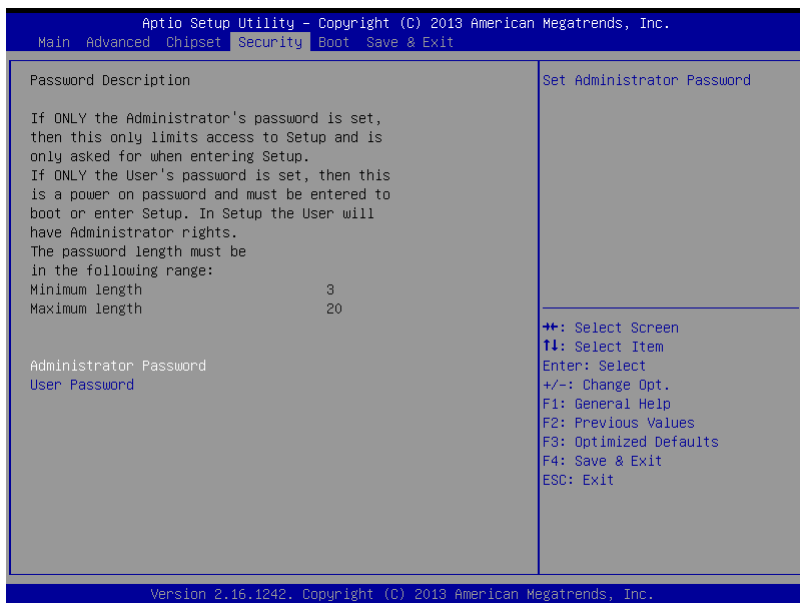 Aptio Setup Utility – Copyright (C) 2013 American Megatrends, Inc.
Main Advanced Chipset Security Boot Save & Exit
Password Description
If ONLY the Administrator's password is set,
then this only limits access to Setup and is
only asked for when entering Setup.
If ONLY the User's password is set, then this
is a power on password and must be entered to
boot or enter Setup. In Setup the User will
have Administrator rights.
The password length must be
in the following range:
Minimum length 3
Maximum length 20
Administrator Password
User Password
Set Administrator Password
→←: Select Screen
↑↓: Select Item
Enter: Select
+/-: Change Opt.
F1: General Help
F2: Previous Values
F3: Optimized Defaults
F4: Save & Exit
ESC: Exit
Version 2.16.1242. Copyright (C) 2013 American Megatrends, Inc.